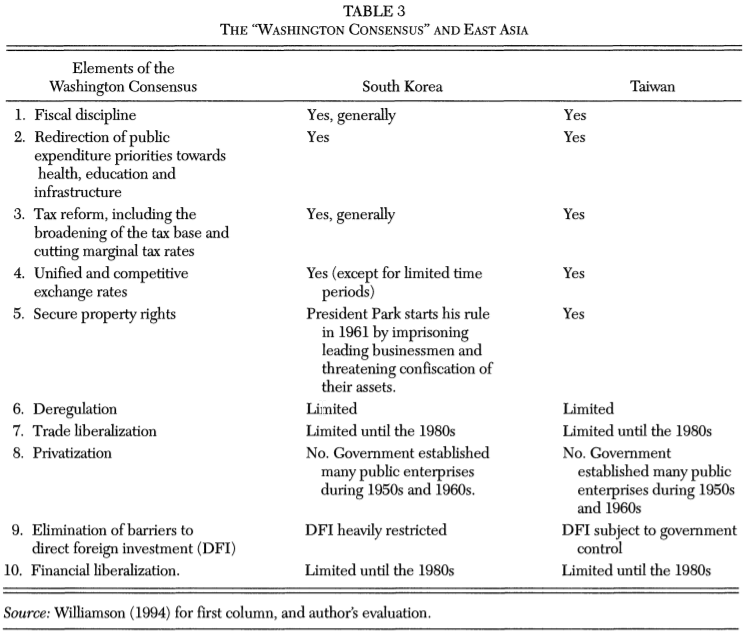 TABLE 3
THE “WASHINGTON CONSENSUS” AND EAST ASIA
Elements of the
Washington Consensus South Korea Taiwan
1. Fiscal discipline Yes, generally Yes
2. Redirection of public Yes Yes
expenditure priorities towards
health, education and
infrastructure
3. Tax reform, including the Yes, generally Yes
broadening of the tax base and
cutting marginal tax rates
4. Unified and competitive Yes (except for limited time Yes
exchange rates periods)
5. Secure property rights President Park starts his rule Yes
in 1961 by imprisoning
leading businessmen and
threatening confiscation of
their assets.
6. Deregulation Limited Limited
7. Trade liberalization Limited until the 1980s Limited until the 1980s
8. Privatization No. Government established No. Government
many public enterprises established many public
during 1950s and 1960s. enterprises during 1950s
and 1960s
9. Elimination of barriers to DFI heavily restricted DFI subject to government
direct foreign investment (DFI) control
10. Financial liberalization. Limited until the 1980s Limited until the 1980s
Source: Williamson (1994) for first column, and author’s evaluation.